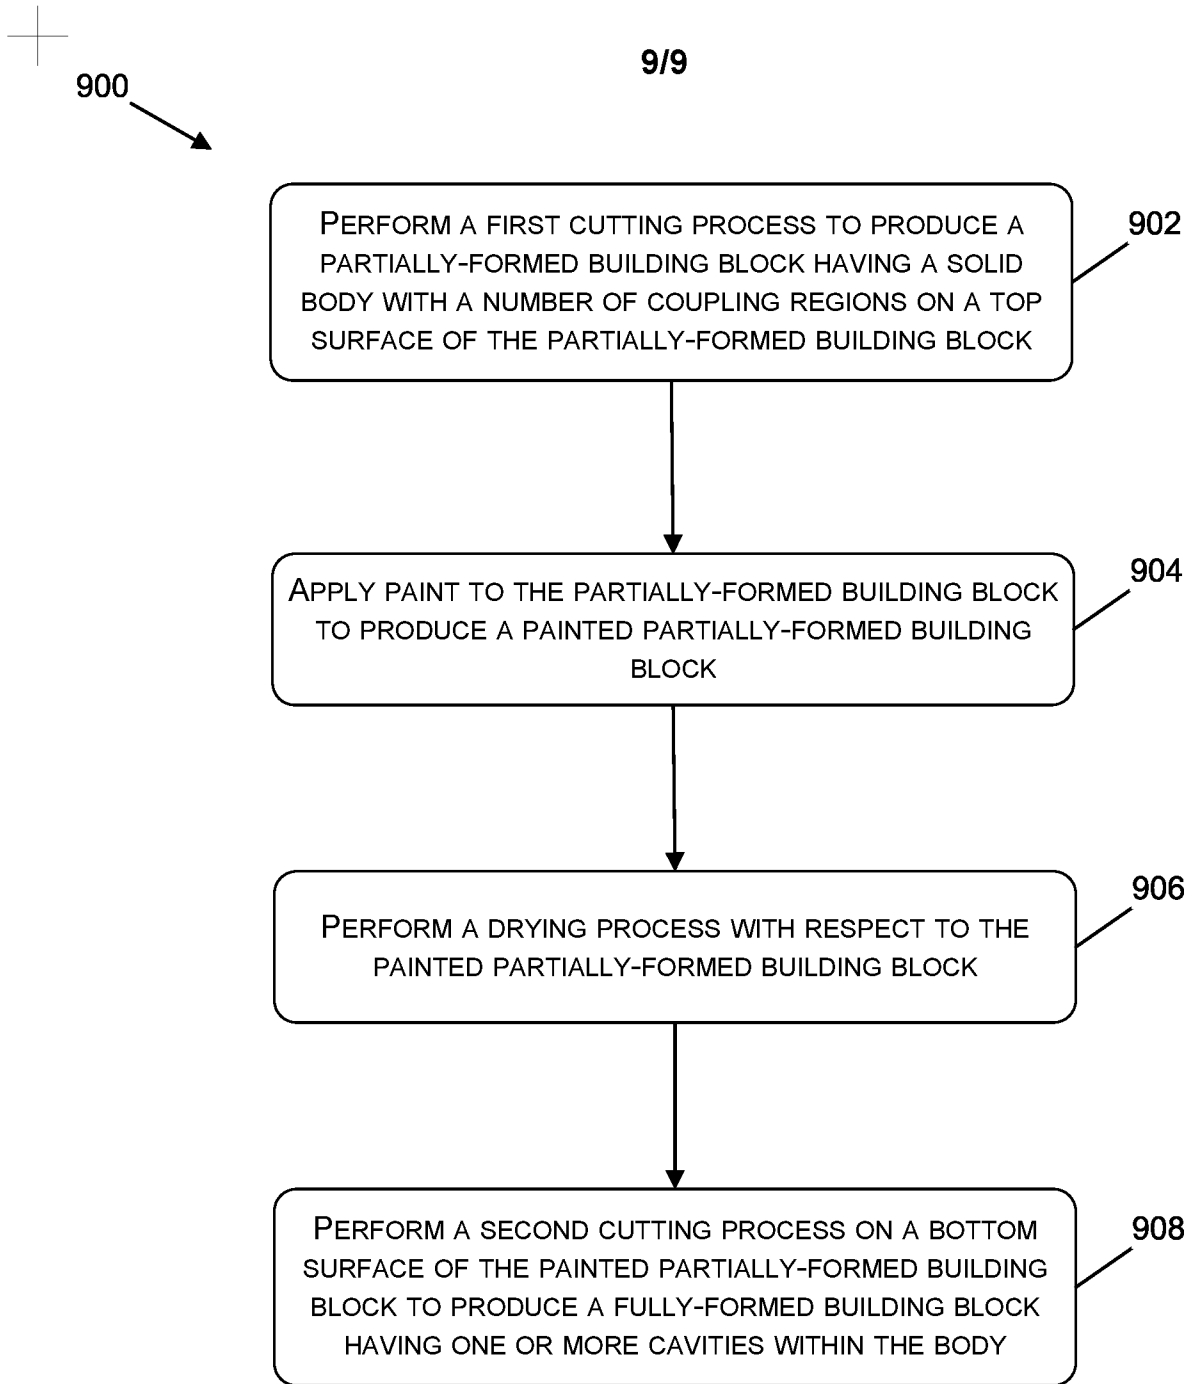 9/9
900
PERFORM A FIRST CUTTING PROCESS TO PRODUCE A
PARTIALLY-FORMED BUILDING BLOCK HAVING A SOLID
BODY WITH A NUMBER OF COUPLING REGIONS ON A TOP
SURFACE OF THE PARTIALLY-FORMED BUILDING BLOCK
902
APPLY PAINT TO THE PARTIALLY-FORMED BUILDING BLOCK
TO PRODUCE A PAINTED PARTIALLY-FORMED BUILDING
BLOCK
904
PERFORM A DRYING PROCESS WITH RESPECT TO THE
PAINTED PARTIALLY-FORMED BUILDING BLOCK
906
PERFORM A SECOND CUTTING PROCESS ON A BOTTOM
SURFACE OF THE PAINTED PARTIALLY-FORMED BUILDING
BLOCK TO PRODUCE A FULLY-FORMED BUILDING BLOCK
HAVING ONE OR MORE CAVITIES WITHIN THE BODY
908